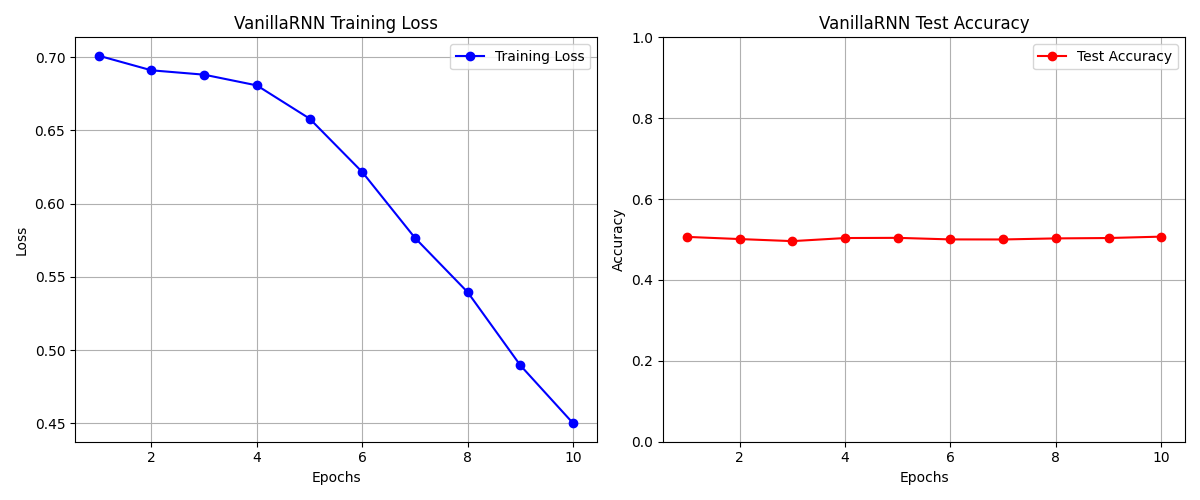 VanillaRNN Training Loss
Training Loss
0.70
0.65
0.60
0.55
0.50
0.45
Loss
2 4 6 8 10
Epochs
VanillaRNN Test Accuracy
Test Accuracy
1.0
0.8
0.6
0.4
0.2
0.0
Accuracy
2 4 6 8 10
Epochs